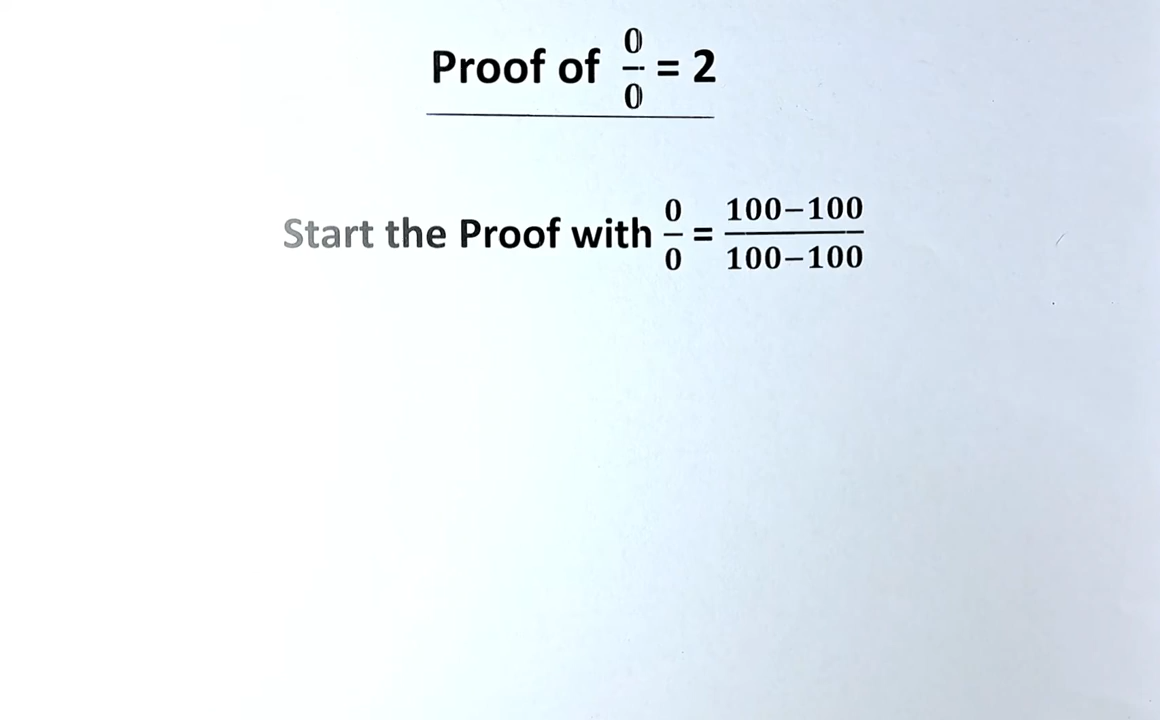 Proof of 0/0 = 2
Start the Proof with 0/0 = 100−100/100−100